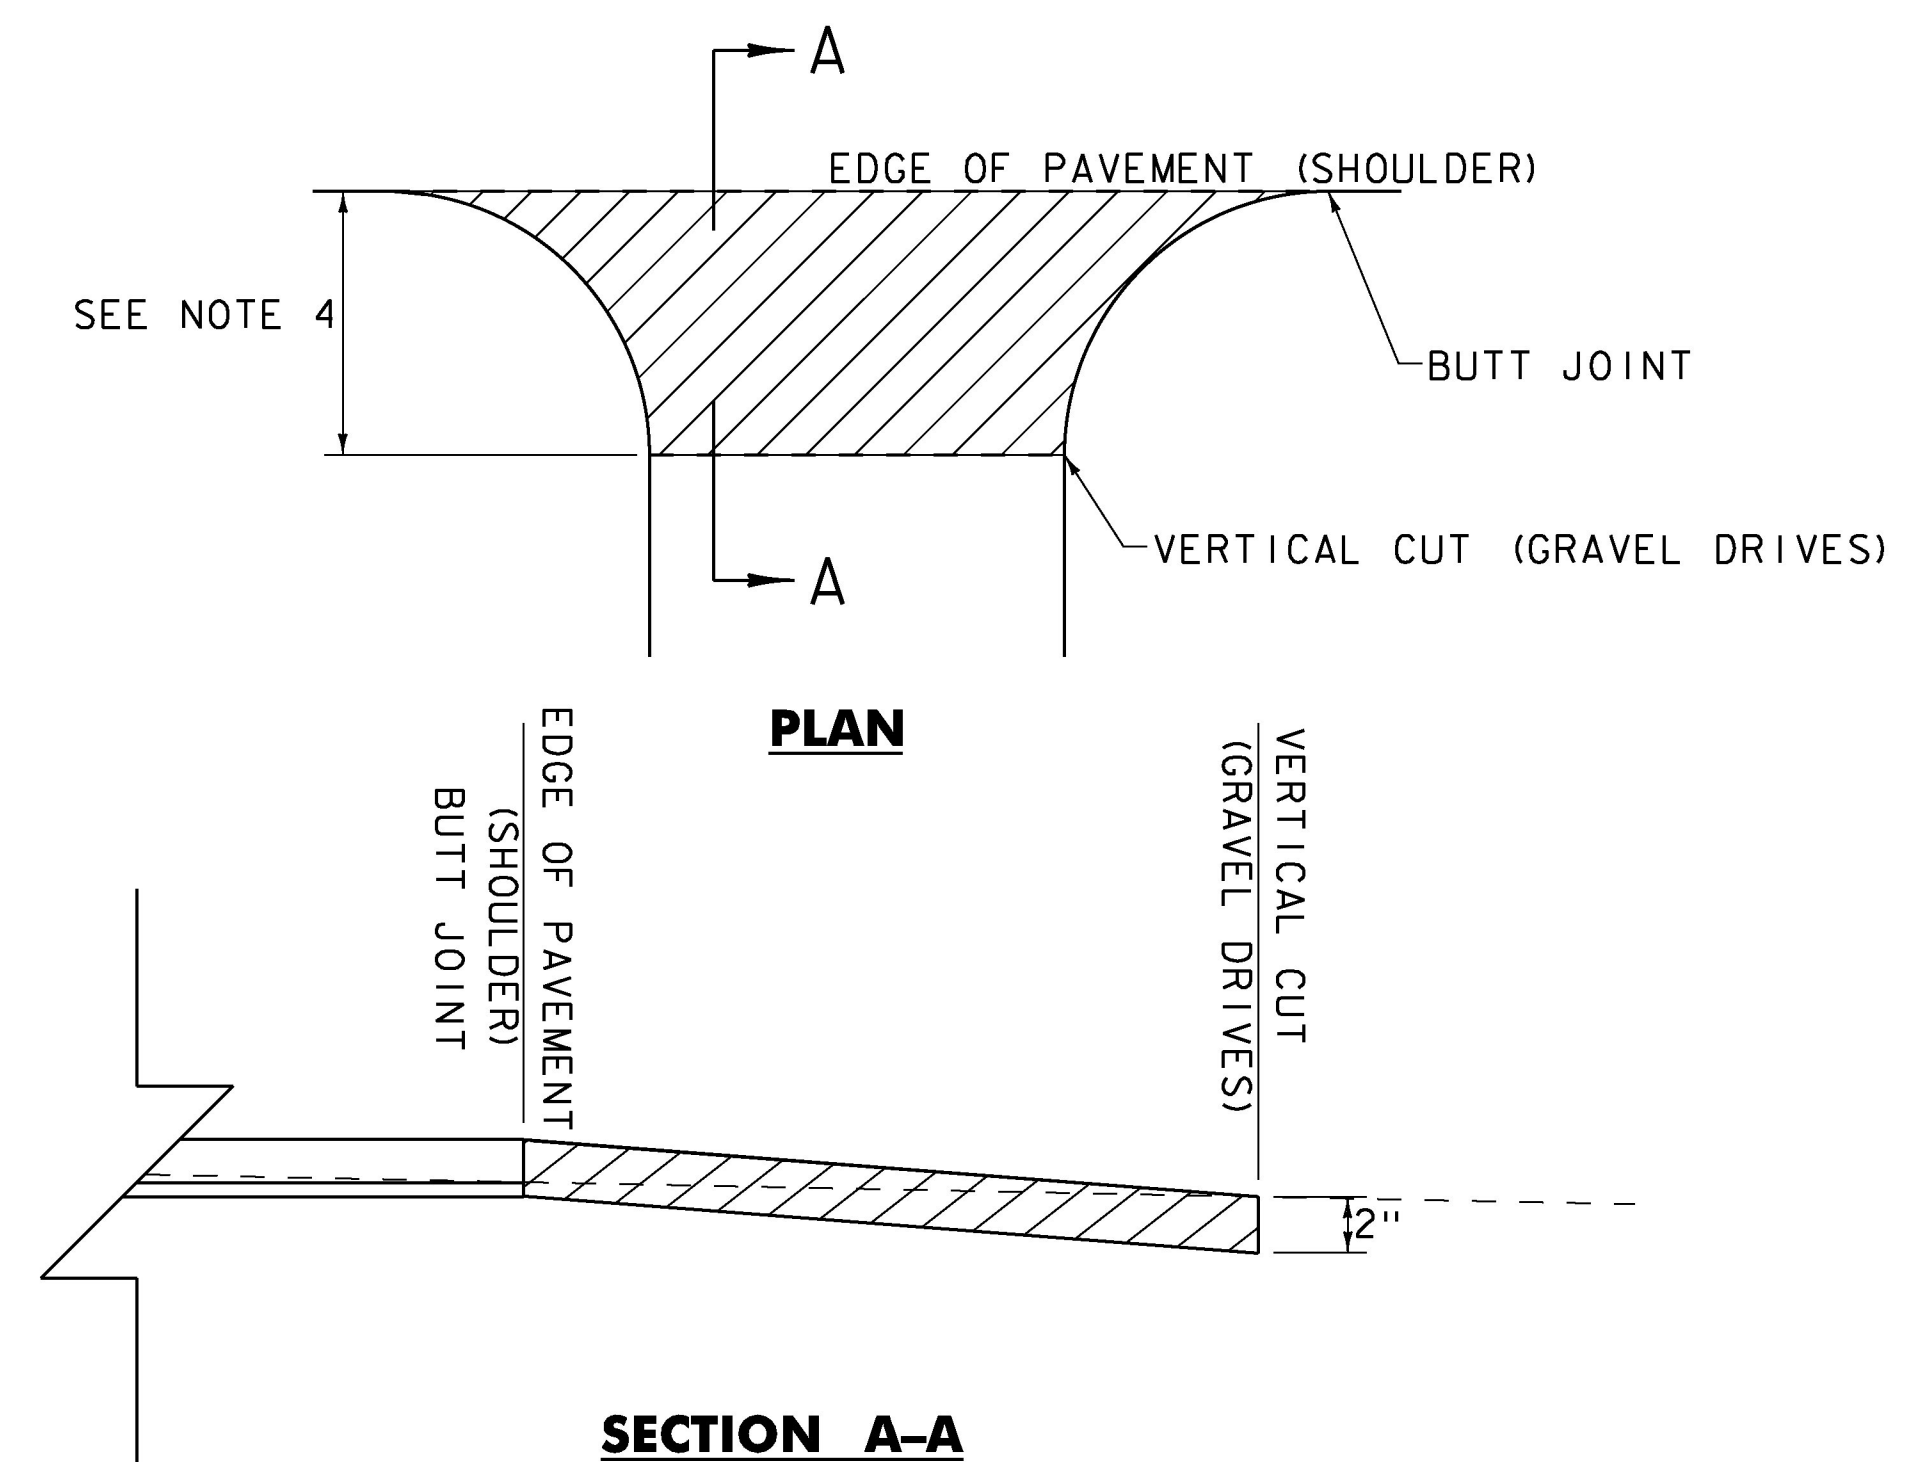 A
EDGE OF PAVEMENT (SHOULDER)
SEE NOTE 4
BUTT JOINT
VERTICAL CUT (GRAVEL DRIVES)
A
PLAN
EDGE OF PAVEMENT
(SHOULDER)
BUTT JOINT
VERTICAL CUT
(GRAVEL DRIVES)
2"
SECTION A–A